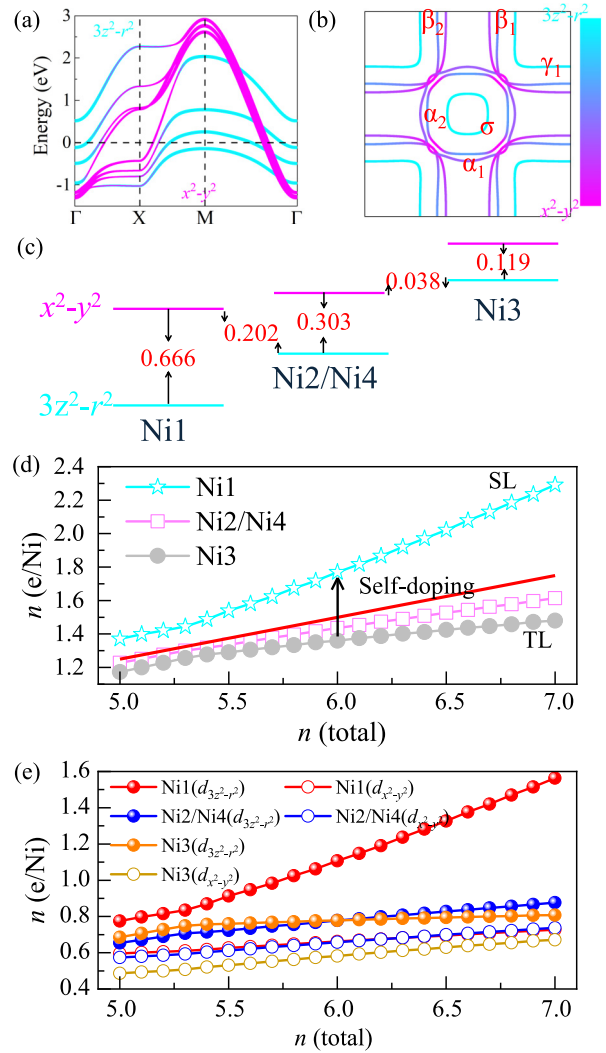 (a)
3z²-r²
x²-y²
Energy (eV)
3
2
1
0
-1
Γ
X
M
Γ
(b)
β₂
β₁
γ₁
α₂
σ
α₁
3z²-r²
x²-y²
(c)
x²-y²
3z²-r²
0.666
0.202
0.303
0.038
0.119
Ni1
Ni2/Ni4
Ni3
(d)
n (e/Ni)
2.4
2.2
2.0
1.8
1.6
1.4
1.2
Ni1
Ni2/Ni4
Ni3
SL
Self-doping
TL
5.0 5.5 6.0 6.5 7.0
n (total)
(e)
n (e/Ni)
1.6
1.4
1.2
1.0
0.8
0.6
0.4
Ni1(d3z²-r²) Ni1(dx²-y²)
Ni2/Ni4(d3z²-r²) Ni2/Ni4(dx²-y²)
Ni3(d3z²-r²)
Ni3(dx²-y²)
5.0 5.5 6.0 6.5 7.0
n (total)